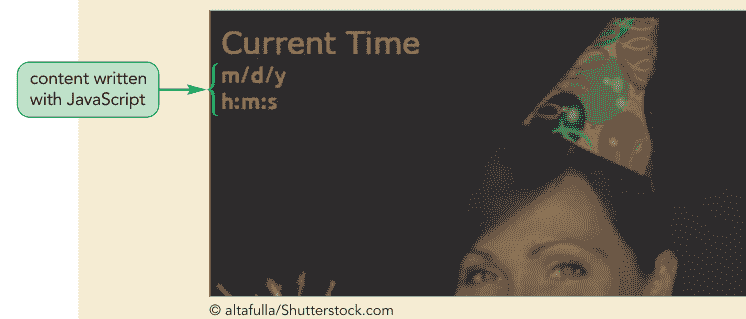 Current Time
content written
with JavaScript
m/d/y
h:m:s
© altafulla/Shutterstock.com